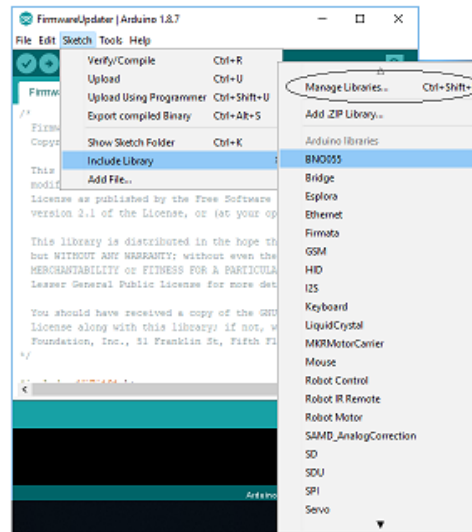 FirmwareUpdater | Arduino 1.8.7
File Edit Sketch Tools Help
Verify/Compile Ctrl+R
Upload Ctrl+U
Upload Using Programmer Ctrl+Shift+U
Export compiled Binary Ctrl+Alt+S
Show Sketch Folder Ctrl+K
Include Library
Add File...
Manage Libraries... Ctrl+Shift+
Add .ZIP Library...
Arduino libraries
BNO055
Bridge
Esplora
Ethernet
Firmata
GSM
HID
I2S
Keyboard
LiquidCrystal
MKRMotorCarrier
Mouse
Robot Control
Robot IR Remote
Robot Motor
SAMD_AnalogCorrection
SD
SDU
SPI
Servo
Firmw
/*
Firm
Copyr
This
modif
License as published by the Free Software
version 2.1 of the License, or (at your op
This library is distributed in the hope th
but WITHOUT ANY WARRANTY; without even the
MERCHANTABILITY or FITNESS FOR A PARTICULA
Lesser General Public License for more det
You should have received a copy of the GNU
License along with this library; if not, w
Foundation, Inc., 51 Franklin St, Fifth Fl
*/
Arduino